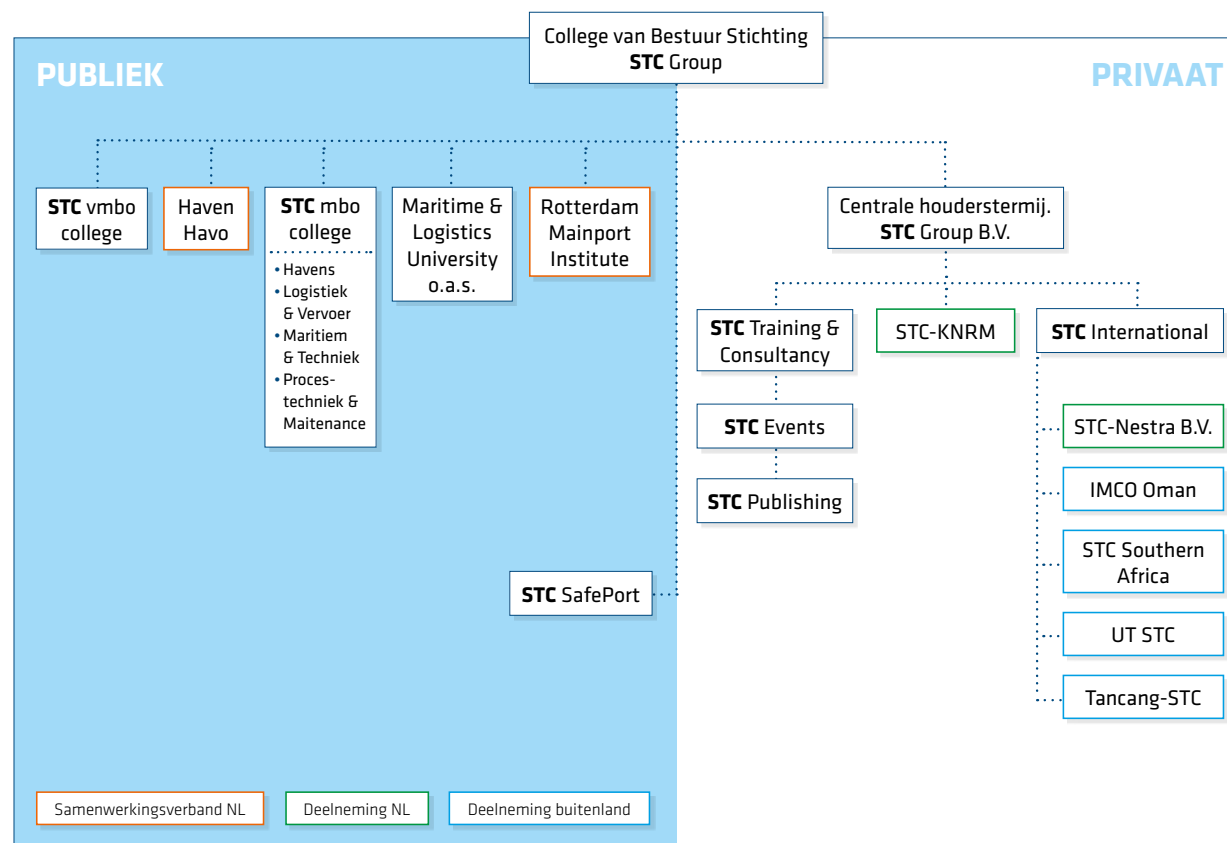 College van Bestuur Stichting
STC Group
PUBLIEK
PRIVAAT
STC vmbo
college
Haven
Havo
STC mbo
college
• Havens
• Logistiek
& Vervoer
• Maritiem
& Techniek
• Proces-
techniek &
Maitenance
Maritime &
Logistics
University
o.a.s.
Rotterdam
Mainport
Institute
Centrale houderstermij.
STC Group B.V.
STC Training &
Consultancy
STC-KNRM
STC International
STC Events
STC Publishing
STC-Nestra B.V.
IMCO Oman
STC Southern
Africa
UT STC
Tancang-STC
STC SafePort
Samenwerkingsverband NL
Deelneming NL
Deelneming buitenland